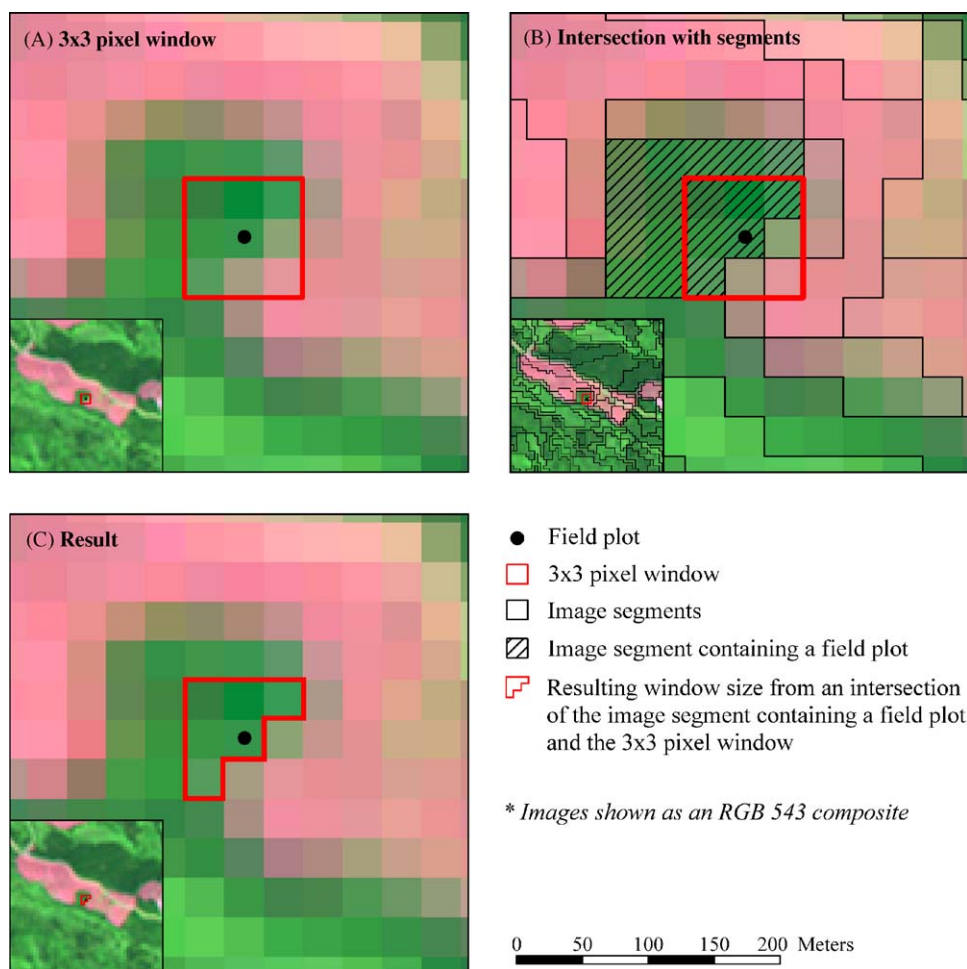 (A) 3x3 pixel window
(B) Intersection with segments
(C) Result
Field plot
3x3 pixel window
Image segments
Image segment containing a field plot
Resulting window size from an intersection
of the image segment containing a field plot
and the 3x3 pixel window
* Images shown as an RGB 543 composite
0 50 100 150 200 Meters